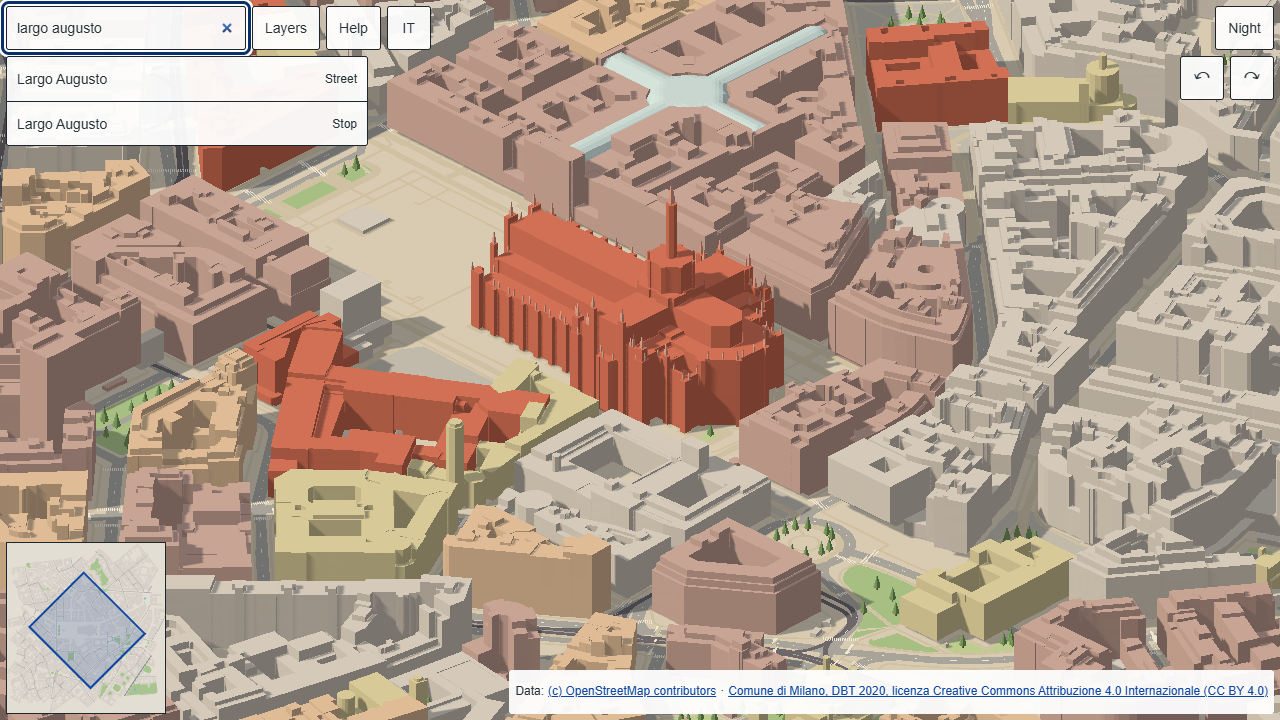 largo augusto × Layers Help IT Night
Largo Augusto Street
Largo Augusto Stop
Data: (c) OpenStreetMap contributors · Comune di Milano, DBT 2020, licenza Creative Commons Attribuzione 4.0 Internazionale (CC BY 4.0)